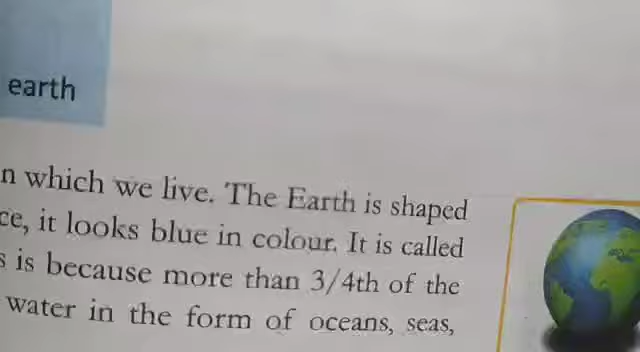 earth
n which we live. The Earth is shaped
ce, it looks blue in colour. It is called
s is because more than 3/4th of the
water in the form of oceans, seas,